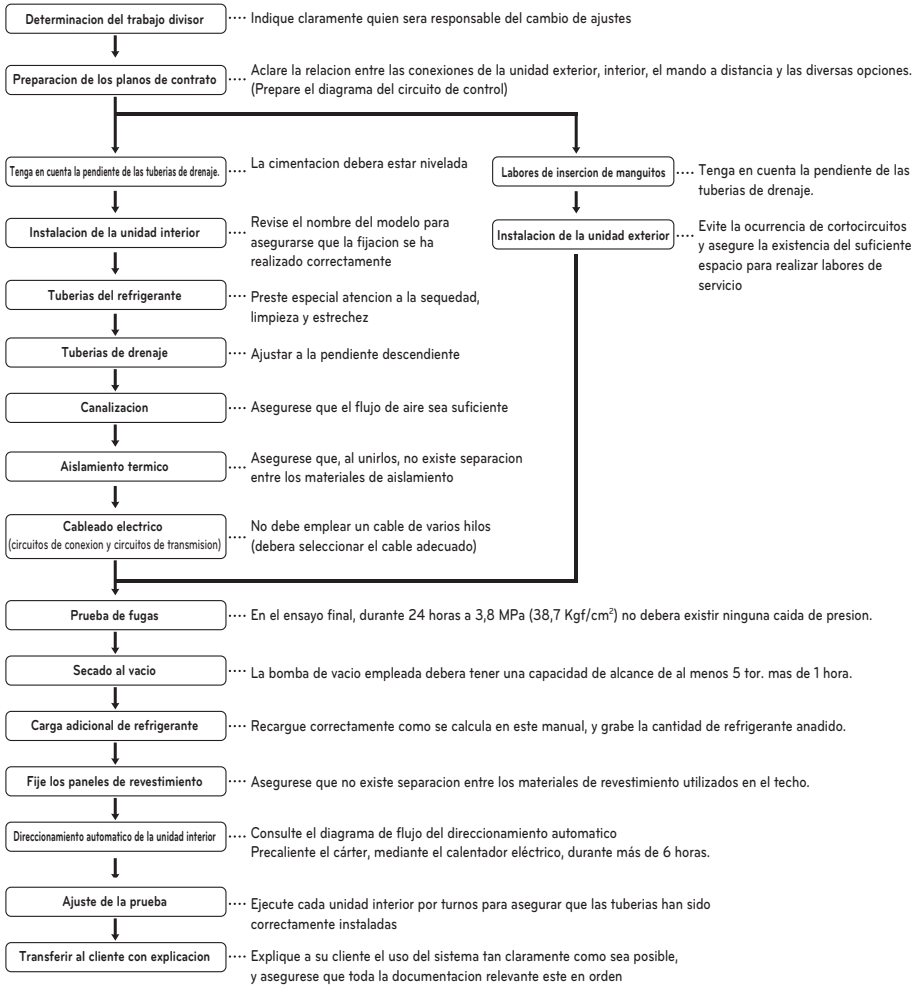 Determinacion del trabajo divisor
···· Indique claramente quien sera responsable del cambio de ajustes
Preparacion de los planos de contrato
···· Aclare la relacion entre las conexiones de la unidad exterior, interior, el mando a distancia y las diversas opciones.
(Prepare el diagrama del circuito de control)
Tenga en cuenta la pendiente de las tuberias de drenaje.
···· La cimentacion debera estar nivelada
Labores de insercion de manguitos
···· Tenga en cuenta la pendiente de las
tuberias de drenaje.
Instalacion de la unidad interior
···· Revise el nombre del modelo para
asegurarse que la fijacion se ha
realizado correctamente
Instalacion de la unidad exterior
···· Evite la ocurrencia de cortocircuitos
y asegure la existencia del suficiente
espacio para realizar labores de
servicio
Tuberias del refrigerante
···· Preste especial atencion a la sequedad,
limpieza y estrechez
Tuberias de drenaje
···· Ajustar a la pendiente descendiente
Canalizacion
···· Asegurese que el flujo de aire sea suficiente
Aislamiento termico
···· Asegurese que, al unirlos, no existe separacion
entre los materiales de aislamiento
Cableado electrico
(circuitos de conexion y circuitos de transmision)
···· No debe emplear un cable de varios hilos
(debera seleccionar el cable adecuado)
Prueba de fugas
···· En el ensayo final, durante 24 horas a 3,8 MPa (38,7 Kgf/cm²) no debera existir ninguna caida de presion.
Secado al vacio
···· La bomba de vacio empleada debera tener una capacidad de alcance de al menos 5 tor. mas de 1 hora.
Carga adicional de refrigerante
···· Recargue correctamente como se calcula en este manual, y grabe la cantidad de refrigerante anadido.
Fije los paneles de revestimiento
···· Asegurese que no existe separacion entre los materiales de revestimiento utilizados en el techo.
Direccionamiento automatico de la unidad interior
···· Consulte el diagrama de flujo del direccionamiento automatico
Precaliente el cárter, mediante el calentador eléctrico, durante más de 6 horas.
Ajuste de la prueba
···· Ejecute cada unidad interior por turnos para asegurar que las tuberias han sido
correctamente instaladas
Transferir al cliente con explicacion
···· Explique a su cliente el uso del sistema tan claramente como sea posible,
y asegurese que toda la documentacion relevante este en orden